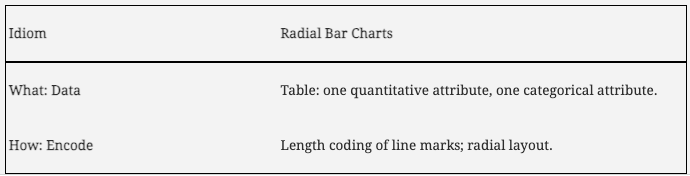 Idiom Radial Bar Charts
What: Data Table: one quantitative attribute, one categorical attribute.
How: Encode Length coding of line marks; radial layout.